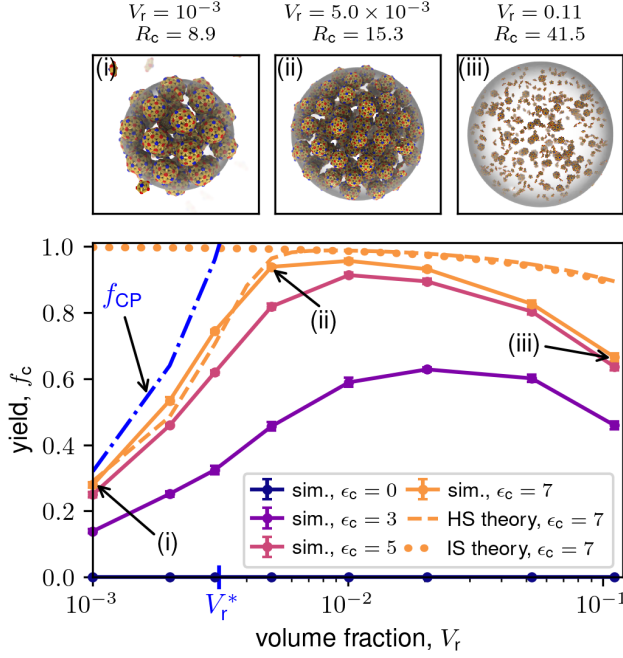 V_r = 10⁻³
R_c = 8.9
V_r = 5.0 × 10⁻³
R_c = 15.3
V_r = 0.11
R_c = 41.5
(i)
(ii)
(iii)
1.0
0.8
0.6
0.4
0.2
0.0
yield, f_c
f_CP
(i)
(ii)
(iii)
sim., ϵ_c = 0
sim., ϵ_c = 3
sim., ϵ_c = 5
sim., ϵ_c = 7
HS theory, ϵ_c = 7
IS theory, ϵ_c = 7
10⁻³
V_r*
10⁻²
10⁻¹
volume fraction, V_r